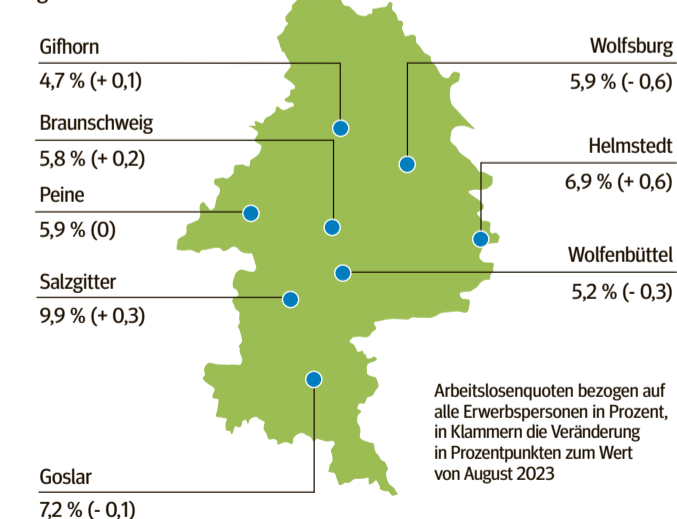 Gifhorn
4,7 % (+ 0,1)
Braunschweig
5,8 % (+ 0,2)
Peine
5,9 % (0)
Salzgitter
9,9 % (+ 0,3)
Goslar
7,2 % (- 0,1)
Wolfsburg
5,9 % (- 0,6)
Helmstedt
6,9 % (+ 0,6)
Wolfenbüttel
5,2 % (- 0,3)
Arbeitslosenquoten bezogen auf
alle Erwerbspersonen in Prozent,
in Klammern die Veränderung
in Prozentpunkten zum Wert
von August 2023